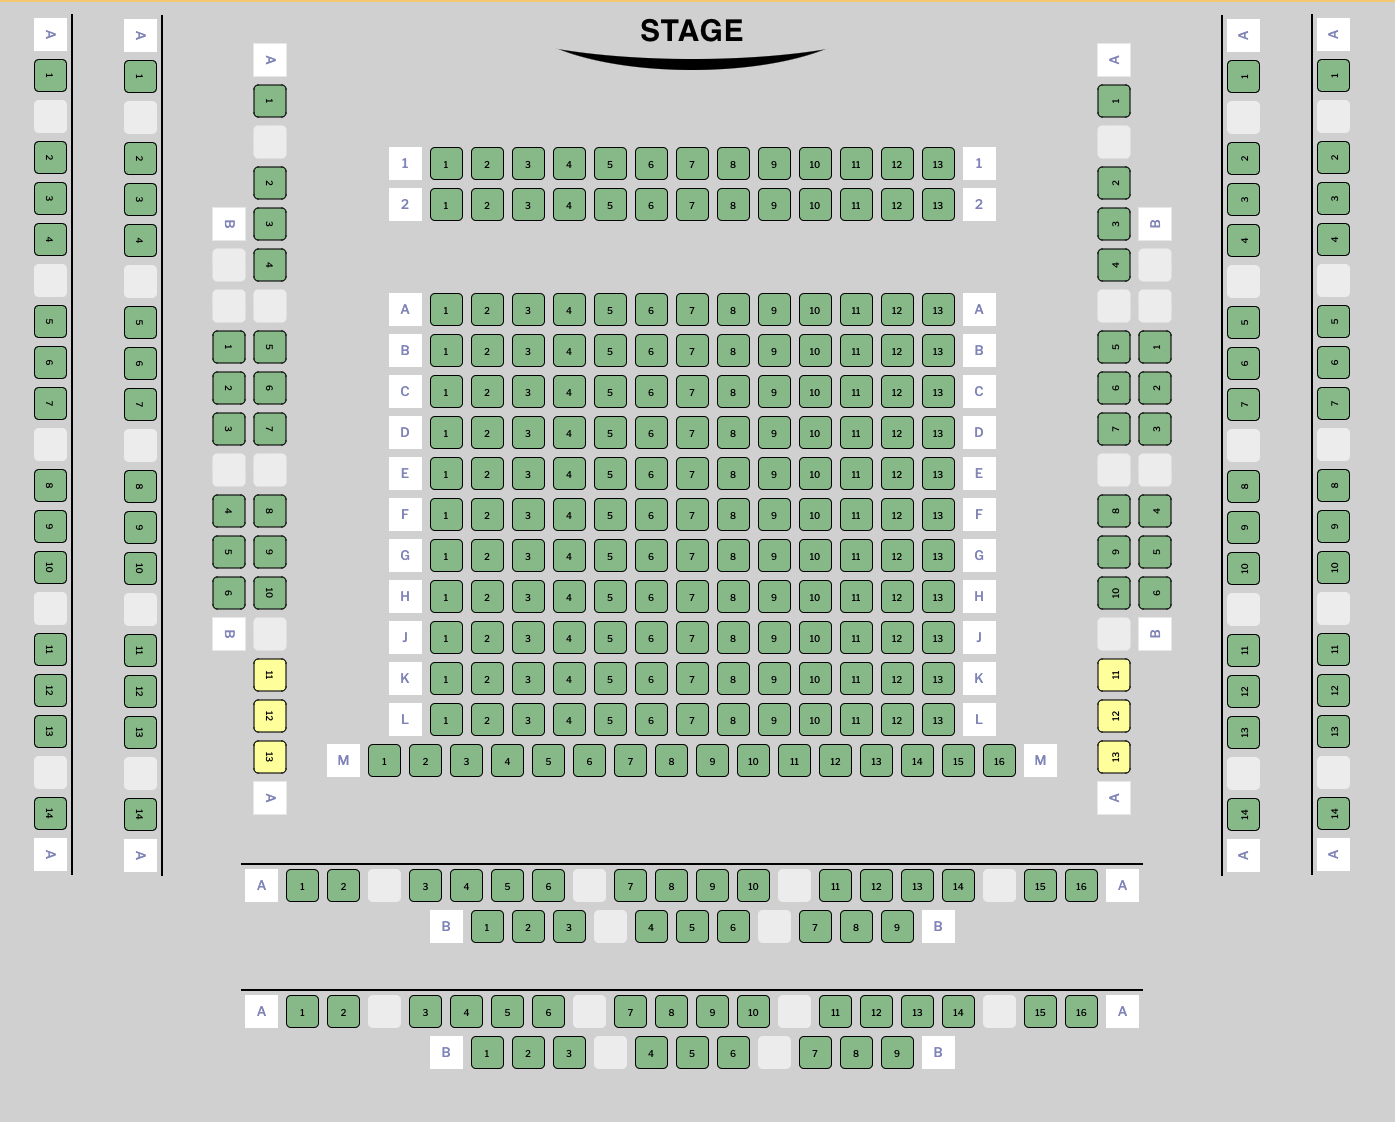 STAGE
A 1 2 3 4 5 6 7 8 9 10 11 12 13 14 A
A 1 2 3 4 5 6 7 8 9 10 11 12 13 14 A
B 1 2 3 4 5 6 B
A 1 2 3 4 5 6 7 8 9 10 11 12 13 A
1 1 2 3 4 5 6 7 8 9 10 11 12 13 1
2 1 2 3 4 5 6 7 8 9 10 11 12 13 2
A 1 2 3 4 5 6 7 8 9 10 11 12 13 A
B 1 2 3 4 5 6 7 8 9 10 11 12 13 B
C 1 2 3 4 5 6 7 8 9 10 11 12 13 C
D 1 2 3 4 5 6 7 8 9 10 11 12 13 D
E 1 2 3 4 5 6 7 8 9 10 11 12 13 E
F 1 2 3 4 5 6 7 8 9 10 11 12 13 F
G 1 2 3 4 5 6 7 8 9 10 11 12 13 G
H 1 2 3 4 5 6 7 8 9 10 11 12 13 H
J 1 2 3 4 5 6 7 8 9 10 11 12 13 J
K 1 2 3 4 5 6 7 8 9 10 11 12 13 K
L 1 2 3 4 5 6 7 8 9 10 11 12 13 L
M 1 2 3 4 5 6 7 8 9 10 11 12 13 14 15 16 M
A 1 2 3 4 5 6 7 8 9 10 11 12 13 A
B 1 2 3 4 5 6 B
A 1 2 3 4 5 6 7 8 9 10 11 12 13 14 A
A 1 2 3 4 5 6 7 8 9 10 11 12 13 14 A
A 1 2 3 4 5 6 7 8 9 10 11 12 13 14 15 16 A
B 1 2 3 4 5 6 7 8 9 B
A 1 2 3 4 5 6 7 8 9 10 11 12 13 14 15 16 A
B 1 2 3 4 5 6 7 8 9 B